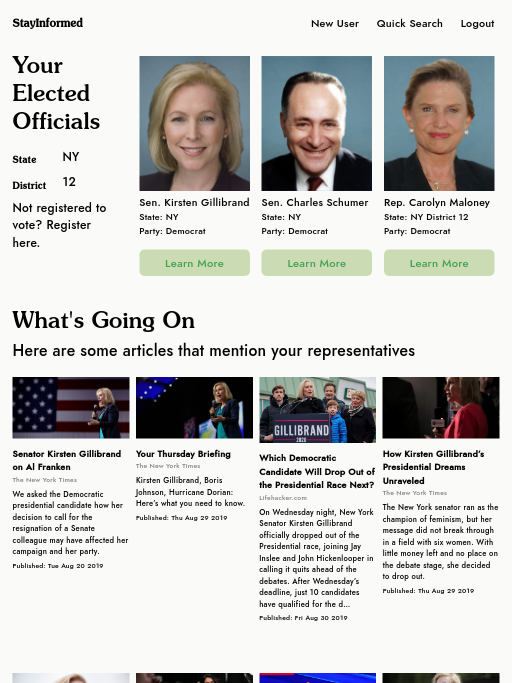 StayInformed
New User Quick Search Logout
Your
Elected
Officials
State NY
District 12
Not registered to
vote? Register
here.
Sen. Kirsten Gillibrand
State: NY
Party: Democrat
Learn More
Sen. Charles Schumer
State: NY
Party: Democrat
Learn More
Rep. Carolyn Maloney
State: NY District 12
Party: Democrat
Learn More
What's Going On
Here are some articles that mention your representatives
Senator Kirsten Gillibrand
on Al Franken
The New York Times
We asked the Democratic
presidential candidate how her
decision to call for the
resignation of a Senate
colleague may have affected her
campaign and her party.
Published: Tue Aug 20 2019
Your Thursday Briefing
The New York Times
Kirsten Gillibrand, Boris
Johnson, Hurricane Dorian:
Here's what you need to know.
Published: Thu Aug 29 2019
GILLIBRAND
2020
Which Democratic
Candidate Will Drop Out of
the Presidential Race Next?
Lifehacker.com
On Wednesday night, New York
Senator Kirsten Gillibrand
officially dropped out of the
Presidential race, joining Jay
Inslee and John Hickenlooper in
calling it quits ahead of the
debates. After Wednesday's
deadline, just 10 candidates
have qualified for the d...
Published: Fri Aug 30 2019
How Kirsten Gillibrand's
Presidential Dreams
Unraveled
The New York Times
The New York senator ran as the
champion of feminism, but her
message did not break through
in a field with six women. With
little money left and no place on
the debate stage, she decided
to drop out.
Published: Thu Aug 29 2019